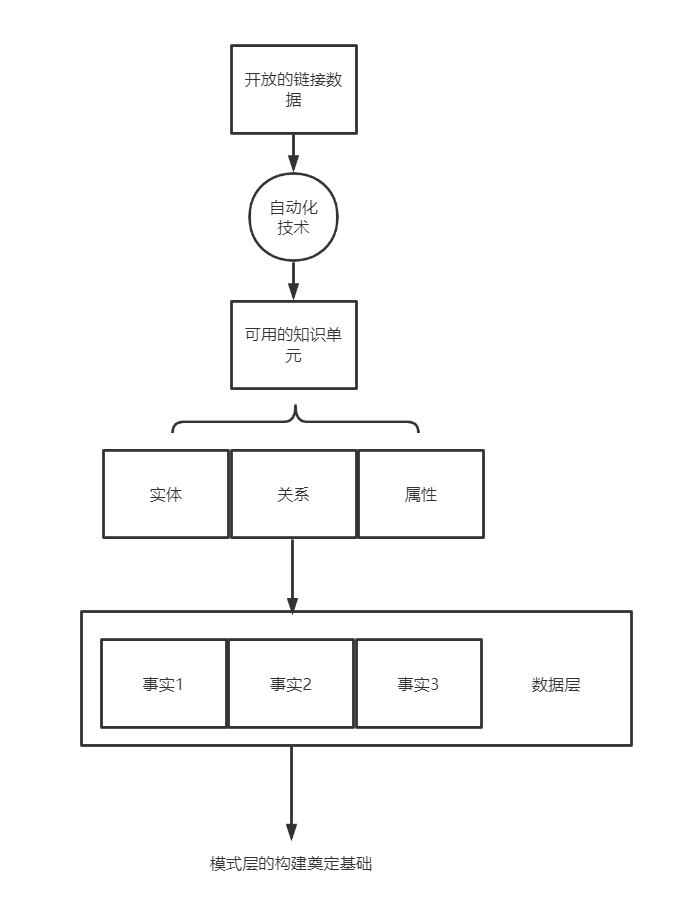 开放的链接数
据
自动化
技术
可用的知识单
元
实体
关系
属性
事实1
事实2
事实3
数据层
模式层的构建奠定基础